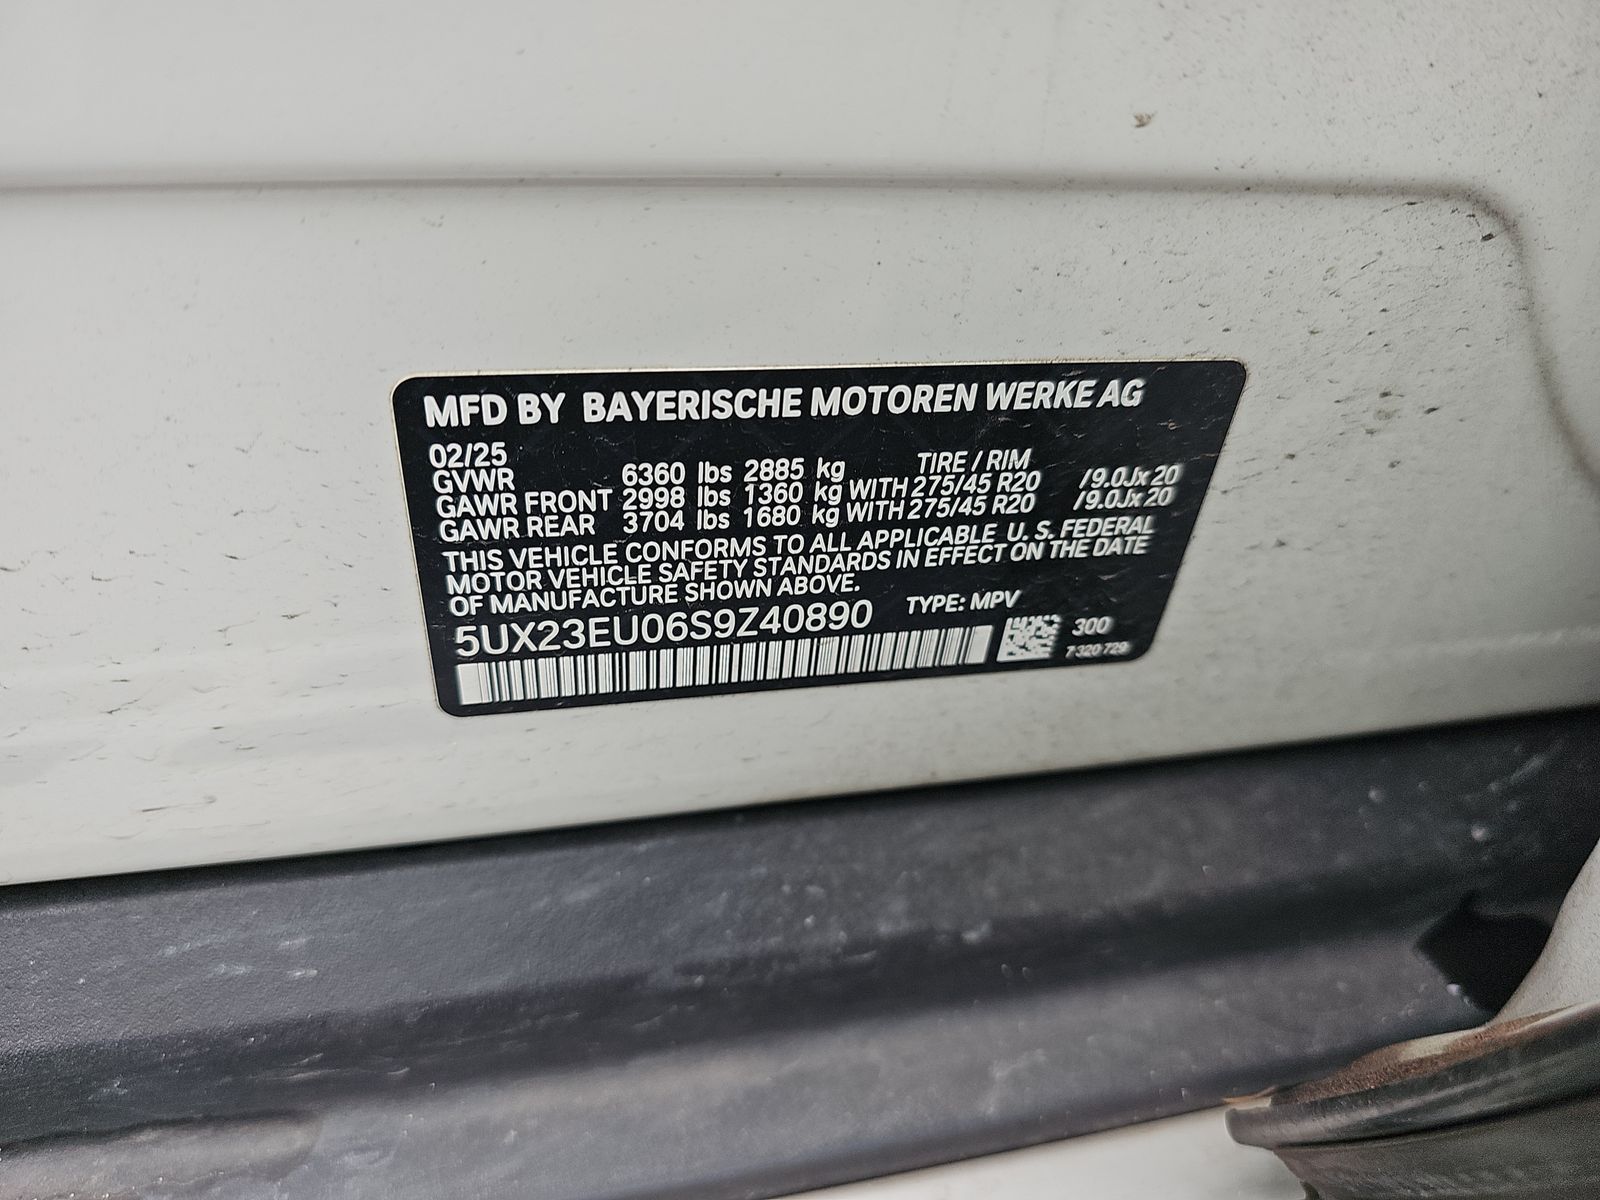 MFD BY BAYERISCHE MOTOREN WERKE AG
02/25
TIRE / RIM
GVWR 6360 lbs 2885 kg
GAWR FRONT 2998 lbs 1360 kg WITH 275/45 R20 /9.0Jx20
GAWR REAR 3704 lbs 1680 kg WITH 275/45 R20 /9.0Jx20
THIS VEHICLE CONFORMS TO ALL APPLICABLE U. S. FEDERAL
MOTOR VEHICLE SAFETY STANDARDS IN EFFECT ON THE DATE
OF MANUFACTURE SHOWN ABOVE.
5UX23EU06S9Z40890 TYPE: MPV
300
7 320 729